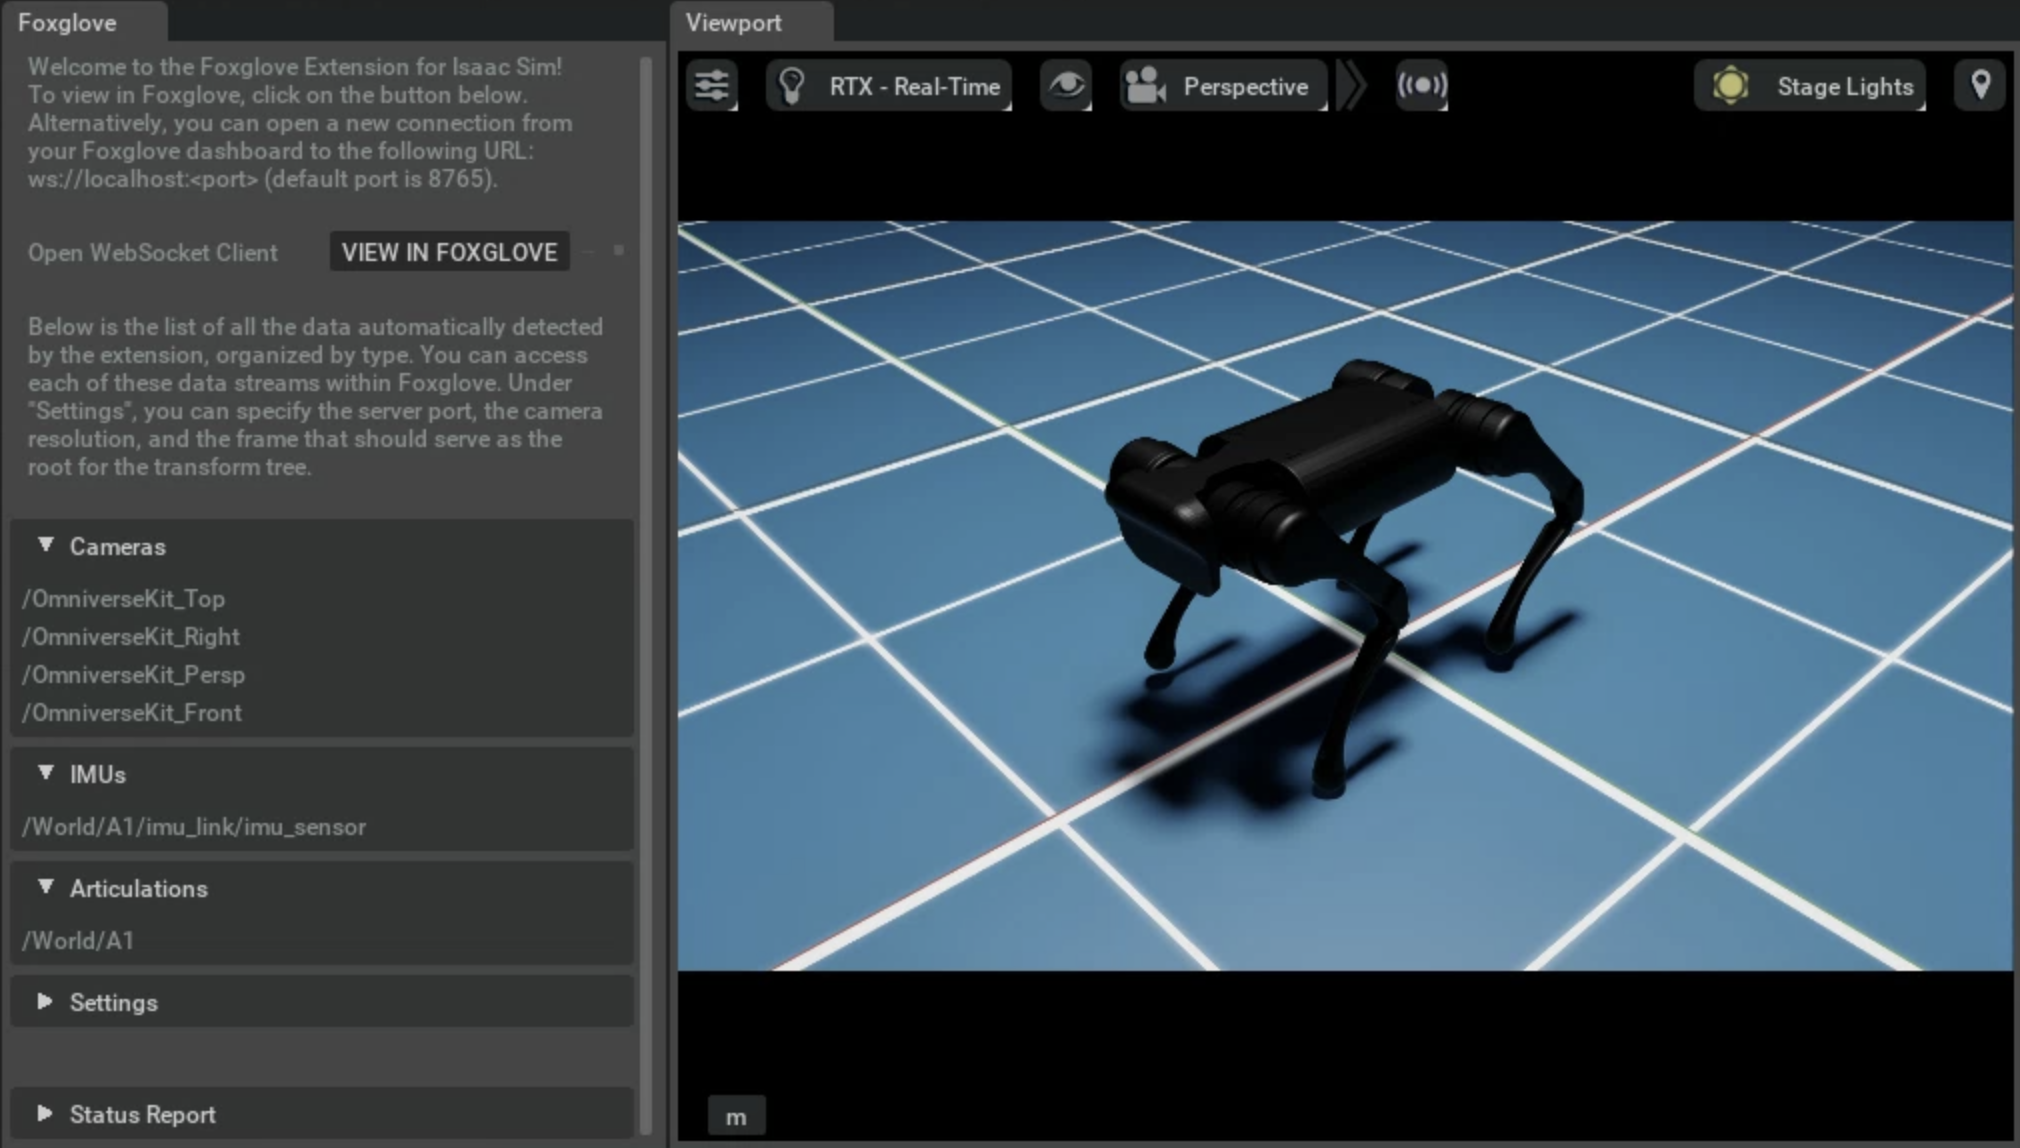 Foxglove
Welcome to the Foxglove Extension for Isaac Sim!
To view in Foxglove, click on the button below.
Alternatively, you can open a new connection from
your Foxglove dashboard to the following URL:
ws://localhost:<port> (default port is 8765).
Open WebSocket Client
VIEW IN FOXGLOVE
Below is the list of all the data automatically detected
by the extension, organized by type. You can access
each of these data streams within Foxglove. Under
"Settings", you can specify the server port, the camera
resolution, and the frame that should serve as the
root for the transform tree.
Cameras
/OmniverseKit_Top
/OmniverseKit_Right
/OmniverseKit_Persp
/OmniverseKit_Front
IMUs
/World/A1/imu_link/imu_sensor
Articulations
/World/A1
Settings
Status Report
Viewport
RTX - Real-Time
Perspective
Stage Lights
m